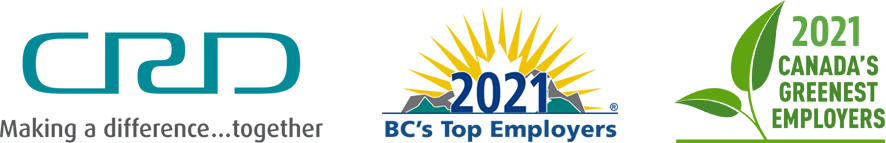 CRD
Making a difference...together
2021
BC's Top Employers
®
2021
CANADA'S
GREENEST
EMPLOYERS